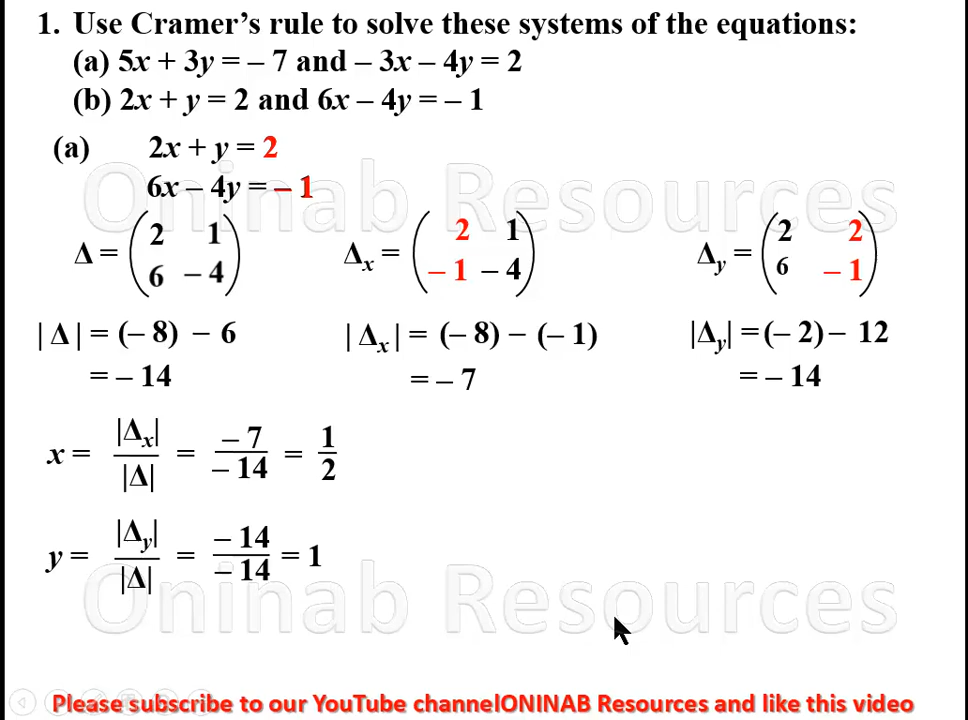 1. Use Cramer’s rule to solve these systems of the equations:
(a) 5x + 3y = – 7 and – 3x – 4y = 2
(b) 2x + y = 2 and 6x – 4y = – 1
(a) 2x + y = 2
6x – 4y = – 1
Δ = ( 2 1 Δx = ( 2 1 Δy = ( 2 2
6 – 4 ) – 1 – 4 ) 6 – 1 )
| Δ | = (– 8) – 6 | Δx | = (– 8) – (– 1) |Δy| = (– 2) – 12
= – 14 = – 7 = – 14
x = |Δx| / |Δ| = – 7 / – 14 = 1 / 2
y = |Δy| / |Δ| = – 14 / – 14 = 1
Oninab Resources
Oninab Resources
Please subscribe to our YouTube channelONINAB Resources and like this video